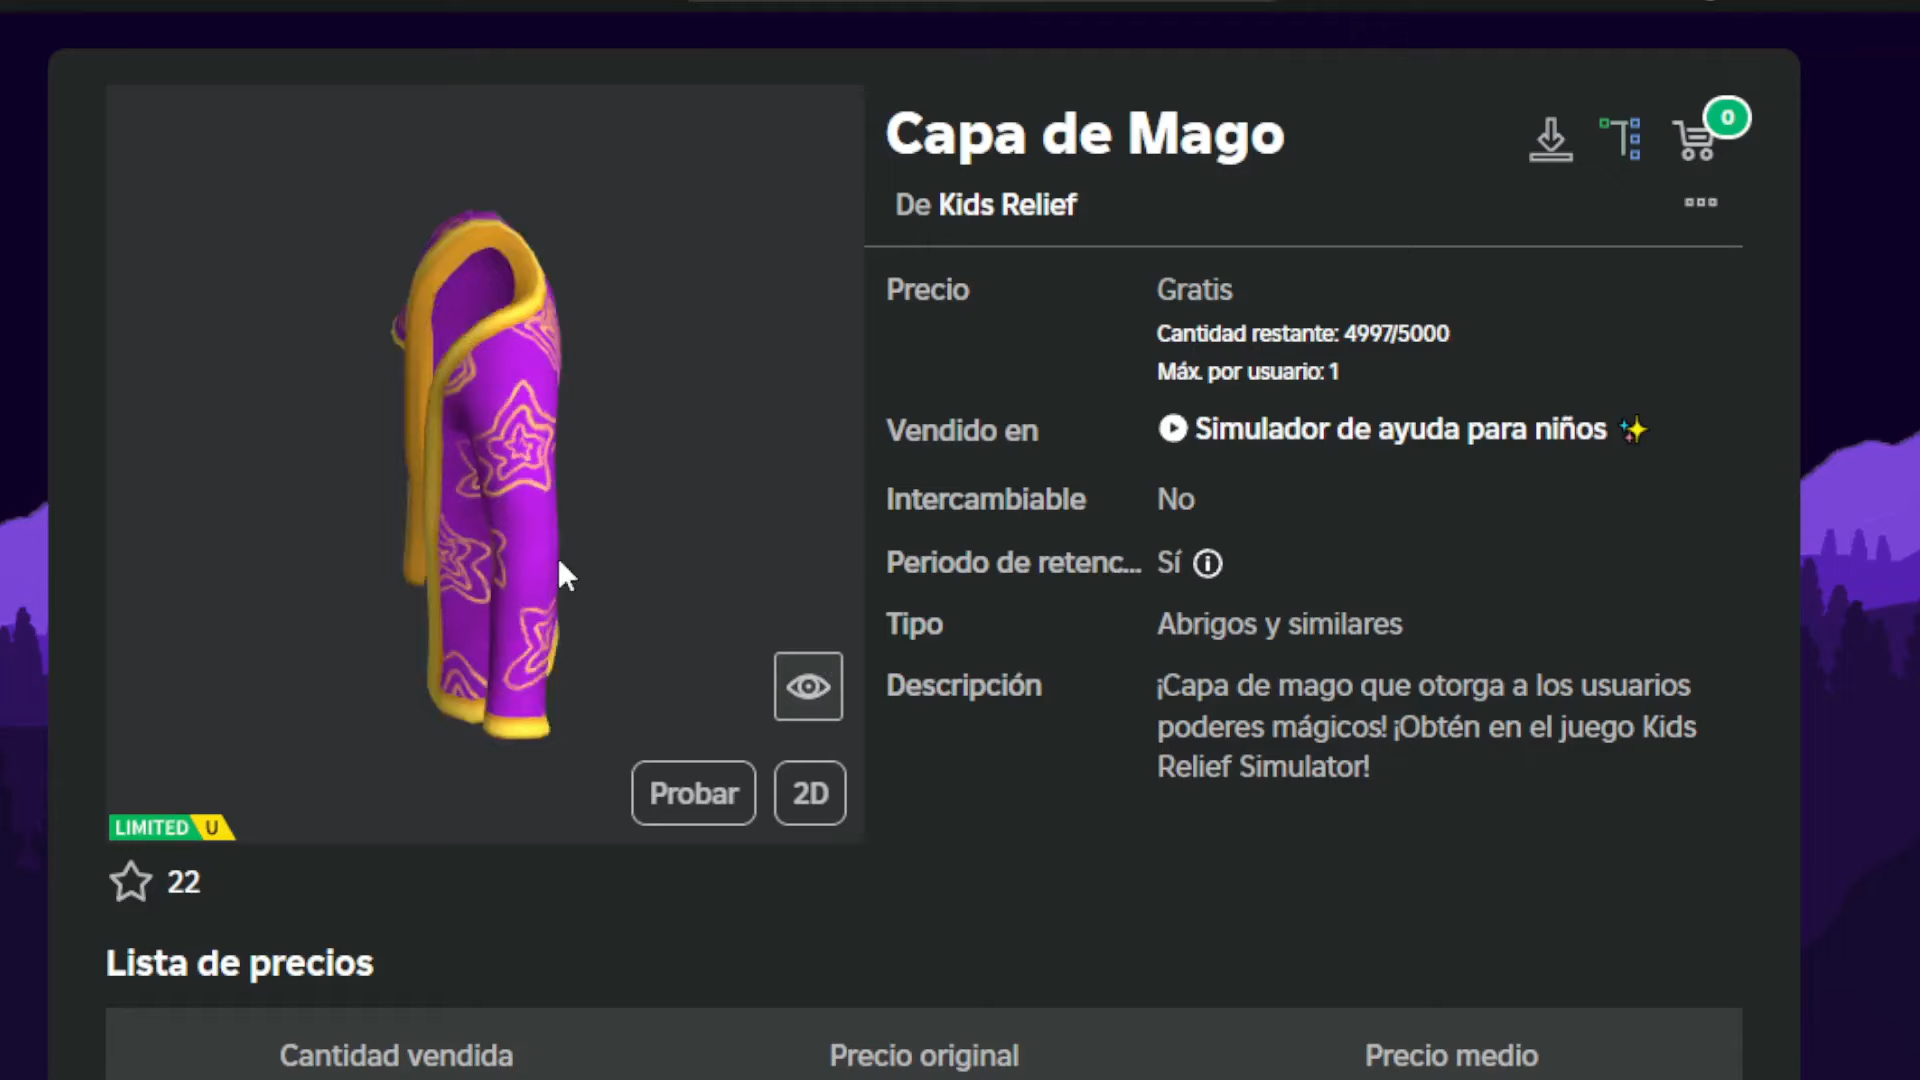 Capa de Mago
0
De Kids Relief
Precio
Gratis
Cantidad restante: 4997/5000
Máx. por usuario: 1
Vendido en
Simulador de ayuda para niños ✨
Intercambiable
No
Periodo de retenc...
Sí
Tipo
Abrigos y similares
Descripción
¡Capa de mago que otorga a los usuarios
poderes mágicos! ¡Obtén en el juego Kids
Relief Simulator!
Probar
2D
LIMITED U
22
Lista de precios
Cantidad vendida
Precio original
Precio medio